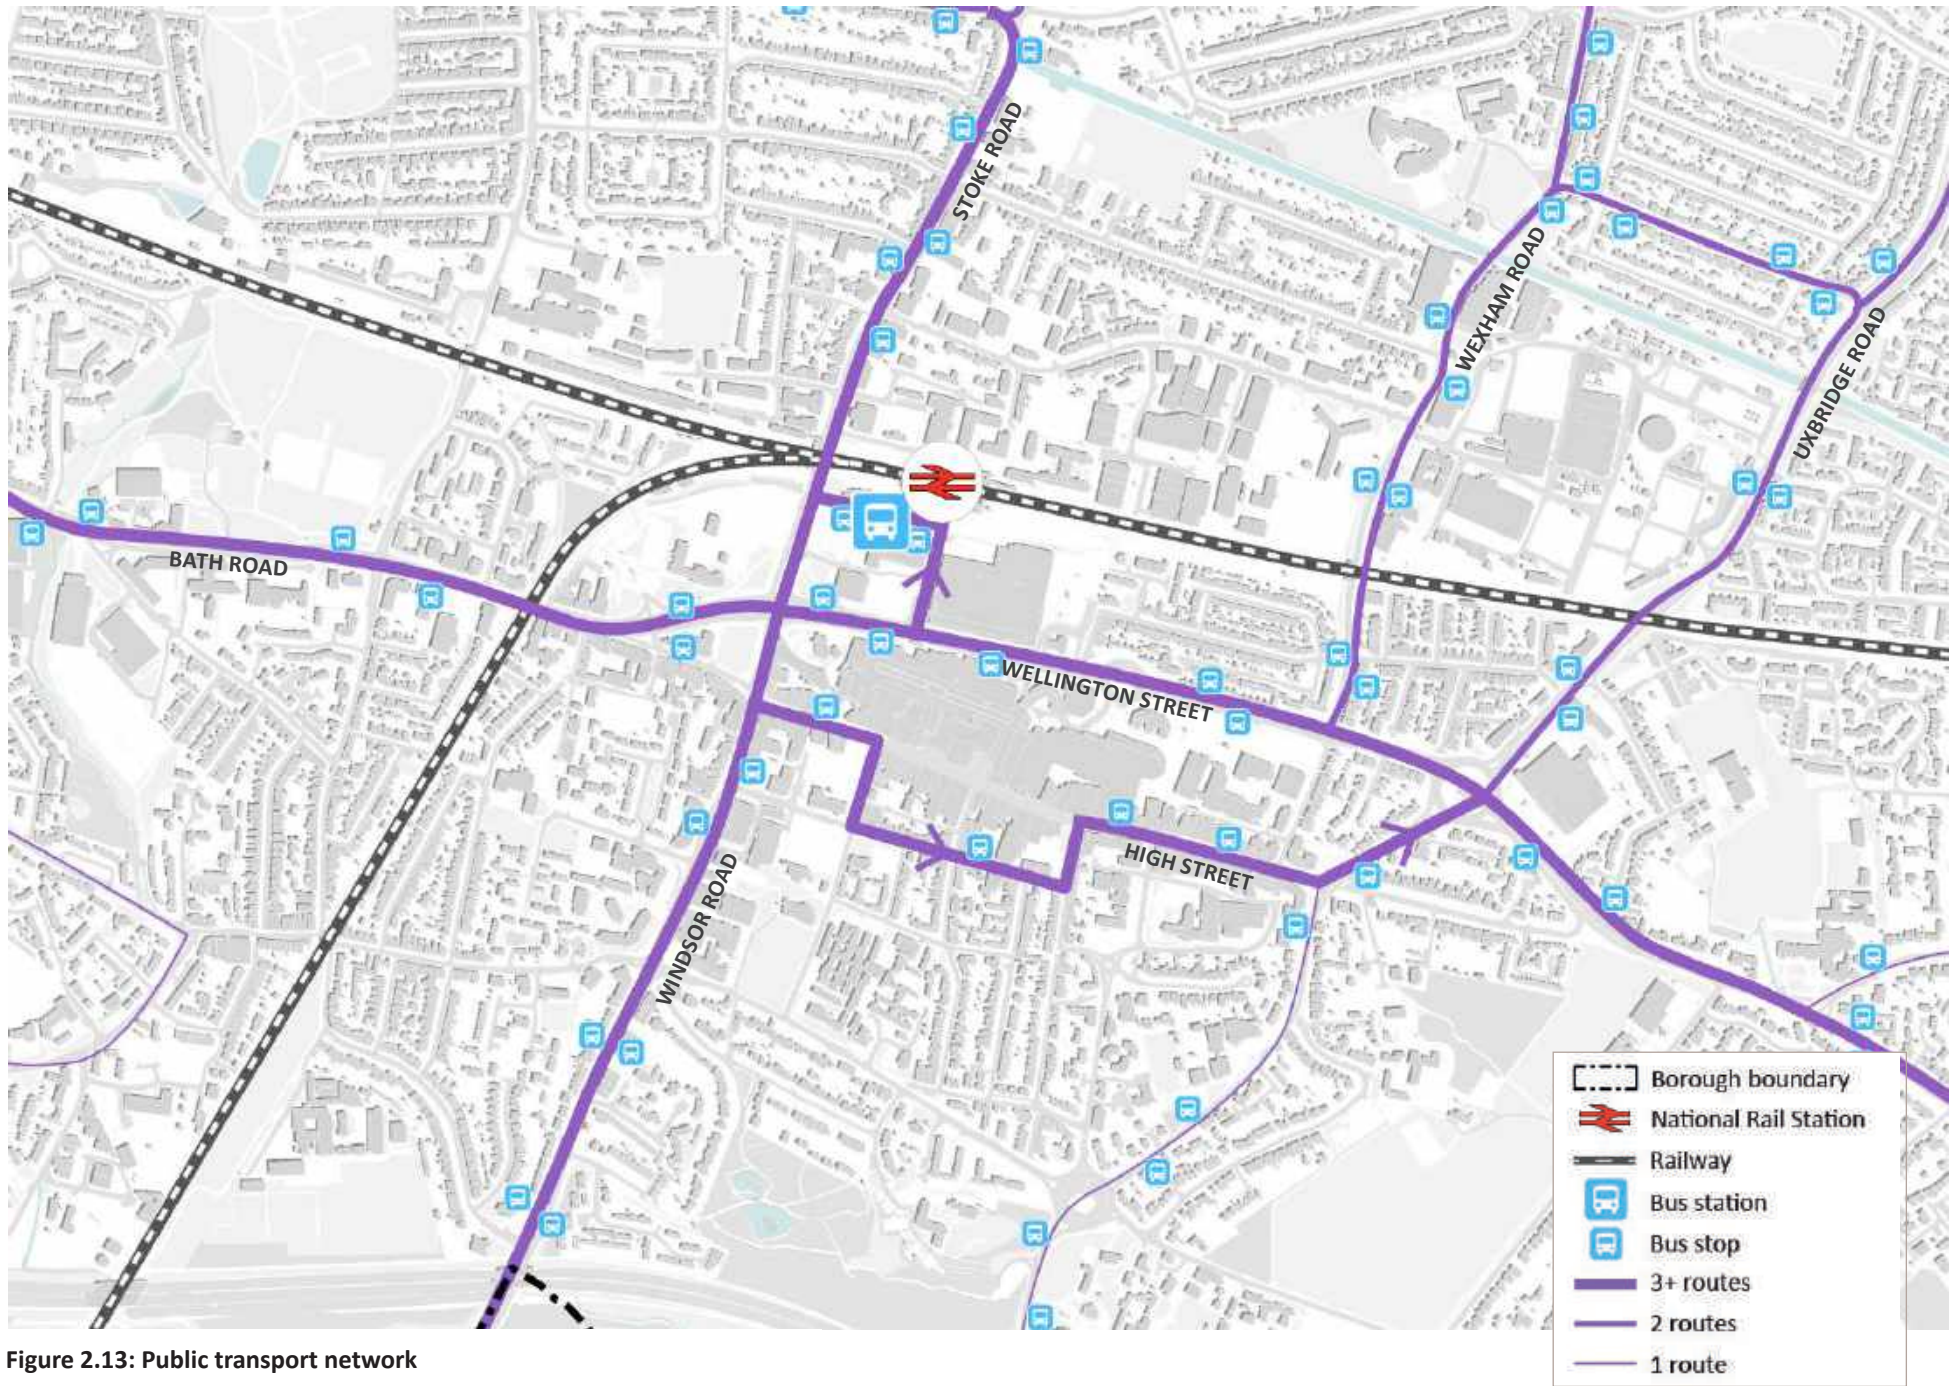 STOKE ROAD
WEXHAM ROAD
UXBRIDGE ROAD
BATH ROAD
WELLINGTON STREET
HIGH STREET
WINDSOR ROAD
Borough boundary
National Rail Station
Railway
Bus station
Bus stop
3+ routes
2 routes
1 route
Figure 2.13: Public transport network